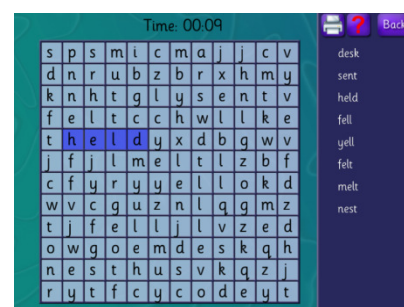 Time: 00:09
? Back
s p s m i c m a j j c v
d n r u b z b r x h m y
k n h t g l y s e n t v
f e l t c c h w l l k e
t h e l d y x d b g w v
j f j l m e l t l z b f
c f y r y y e l l o k d
w v c g u z n l q g m z
t j f e l l j l v z e d
o w g o e m d e s k q h
n e s t h u s v k q z j
r y t f c y c o d e y t
desk
sent
held
fell
yell
felt
melt
nest